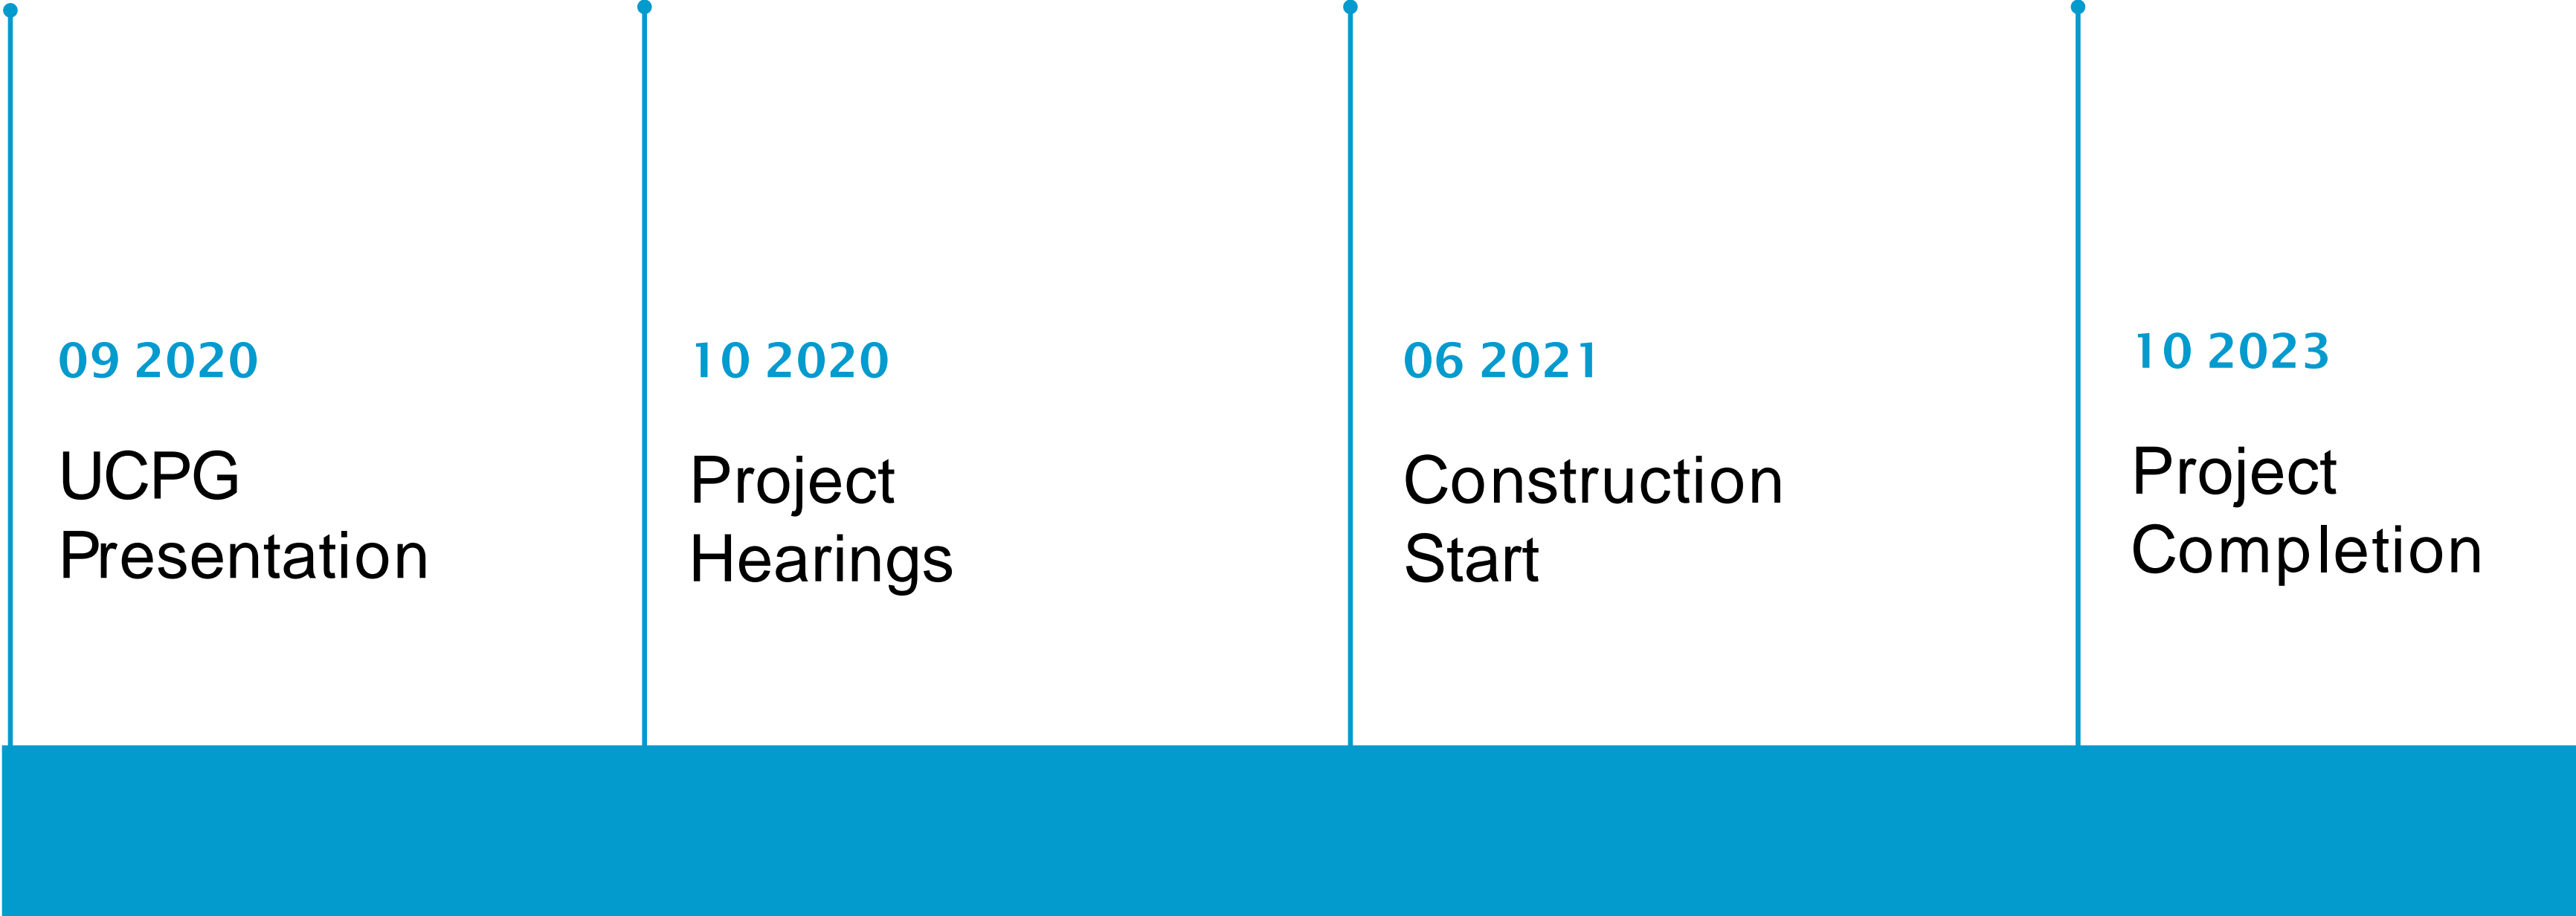 09 2020
UCPG
Presentation
10 2020
Project
Hearings
06 2021
Construction
Start
10 2023
Project
Completion